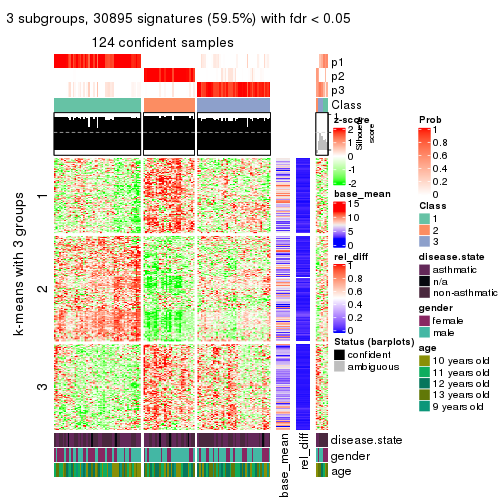 3 subgroups, 30895 signatures (59.5%) with fdr < 0.05
124 confident samples
p1
p2
p3
Class
1
Silhouette
score
k-means with 3 groups
1
2
3
z-score
2
1
0
-1
-2
base_mean
15
10
5
0
rel_diff
1
0.8
0.6
0.4
0.2
0
Status (barplots)
confident
ambiguous
Prob
1
0.8
0.6
0.4
0.2
0
Class
1
2
3
disease.state
asthmatic
n/a
non-asthmatic
gender
female
male
age
10 years old
11 years old
12 years old
13 years old
9 years old
disease.state
gender
age
base_mean
rel_diff